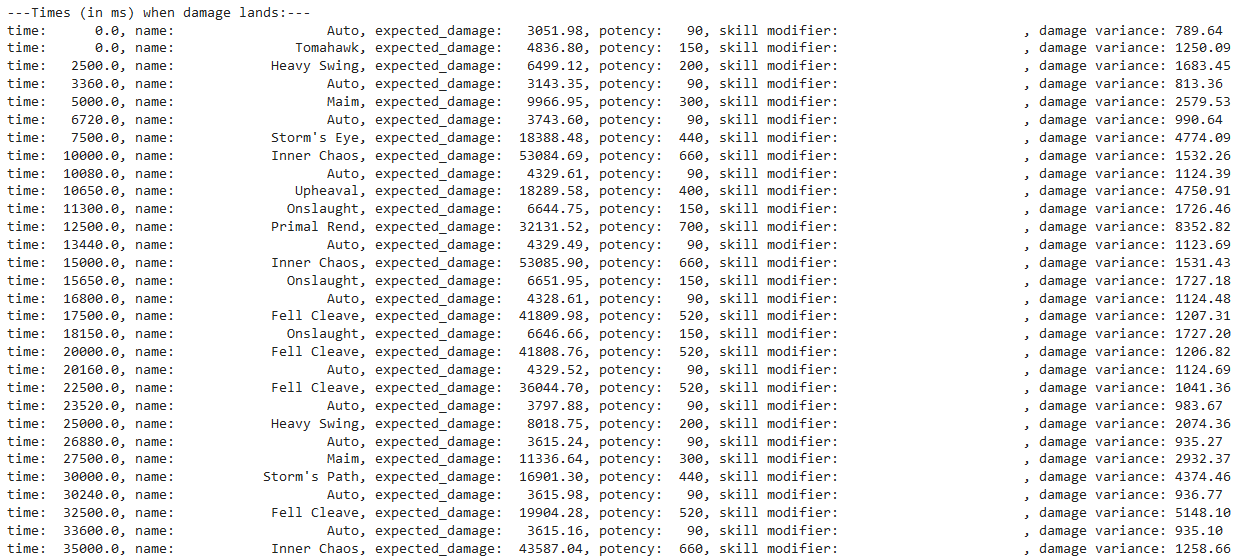 ---Times (in ms) when damage lands:---
time:      0.0, name:                   Auto, expected_damage:   3051.98, potency:   90, skill modifier:                       , damage variance: 789.64
time:      0.0, name:               Tomahawk, expected_damage:   4836.80, potency:  150, skill modifier:                       , damage variance: 1250.09
time:   2500.0, name:            Heavy Swing, expected_damage:   6499.12, potency:  200, skill modifier:                       , damage variance: 1683.45
time:   3360.0, name:                   Auto, expected_damage:   3143.35, potency:   90, skill modifier:                       , damage variance: 813.36
time:   5000.0, name:                   Maim, expected_damage:   9966.95, potency:  300, skill modifier:                       , damage variance: 2579.53
time:   6720.0, name:                   Auto, expected_damage:   3743.60, potency:   90, skill modifier:                       , damage variance: 990.64
time:   7500.0, name:            Storm's Eye, expected_damage:  18388.48, potency:  440, skill modifier:                       , damage variance: 4774.09
time:  10000.0, name:            Inner Chaos, expected_damage:  53084.69, potency:  660, skill modifier:                       , damage variance: 1532.26
time:  10080.0, name:                   Auto, expected_damage:   4329.61, potency:   90, skill modifier:                       , damage variance: 1124.39
time:  10650.0, name:               Upheaval, expected_damage:  18289.58, potency:  400, skill modifier:                       , damage variance: 4750.91
time:  11300.0, name:              Onslaught, expected_damage:   6644.75, potency:  150, skill modifier:                       , damage variance: 1726.46
time:  12500.0, name:            Primal Rend, expected_damage:  32131.52, potency:  700, skill modifier:                       , damage variance: 8352.82
time:  13440.0, name:                   Auto, expected_damage:   4329.49, potency:   90, skill modifier:                       , damage variance: 1123.69
time:  15000.0, name:            Inner Chaos, expected_damage:  53085.90, potency:  660, skill modifier:                       , damage variance: 1531.43
time:  15650.0, name:              Onslaught, expected_damage:   6651.95, potency:  150, skill modifier:                       , damage variance: 1727.18
time:  16800.0, name:                   Auto, expected_damage:   4328.61, potency:   90, skill modifier:                       , damage variance: 1124.48
time:  17500.0, name:            Fell Cleave, expected_damage:  41809.98, potency:  520, skill modifier:                       , damage variance: 1207.31
time:  18150.0, name:              Onslaught, expected_damage:   6646.66, potency:  150, skill modifier:                       , damage variance: 1727.20
time:  20000.0, name:            Fell Cleave, expected_damage:  41808.76, potency:  520, skill modifier:                       , damage variance: 1206.82
time:  20160.0, name:                   Auto, expected_damage:   4329.52, potency:   90, skill modifier:                       , damage variance: 1124.69
time:  22500.0, name:            Fell Cleave, expected_damage:  36044.70, potency:  520, skill modifier:                       , damage variance: 1041.36
time:  23520.0, name:                   Auto, expected_damage:   3797.88, potency:   90, skill modifier:                       , damage variance: 983.67
time:  25000.0, name:            Heavy Swing, expected_damage:   8018.75, potency:  200, skill modifier:                       , damage variance: 2074.36
time:  26880.0, name:                   Auto, expected_damage:   3615.24, potency:   90, skill modifier:                       , damage variance: 935.27
time:  27500.0, name:                   Maim, expected_damage:  11336.64, potency:  300, skill modifier:                       , damage variance: 2932.37
time:  30000.0, name:           Storm's Path, expected_damage:  16901.30, potency:  440, skill modifier:                       , damage variance: 4374.46
time:  30240.0, name:                   Auto, expected_damage:   3615.98, potency:   90, skill modifier:                       , damage variance: 936.77
time:  32500.0, name:            Fell Cleave, expected_damage:  19904.28, potency:  520, skill modifier:                       , damage variance: 5148.10
time:  33600.0, name:                   Auto, expected_damage:   3615.16, potency:   90, skill modifier:                       , damage variance: 935.10
time:  35000.0, name:            Inner Chaos, expected_damage:  43587.04, potency:  660, skill modifier:                       , damage variance: 1258.66